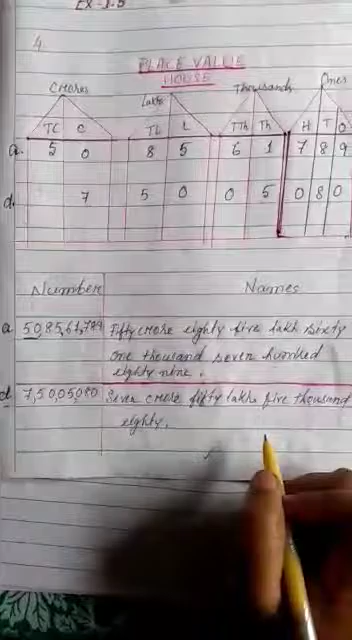 Ex-1.5
4.
PLACE VALUE
HOUSE
Crores Lakhs Thousands Ones
TC C TL L TTh Th H T O
a. 5 0 8 5 6 1 7 8 9
d. 7 5 0 0 5 0 8 0
Number Names
a 50,85,61,789 Fifty crore eighty five lakh sixty
one thousand seven hundred
eighty nine.
d 7,50,05,080 Seven crore fifty lakhs five thousand
eighty.